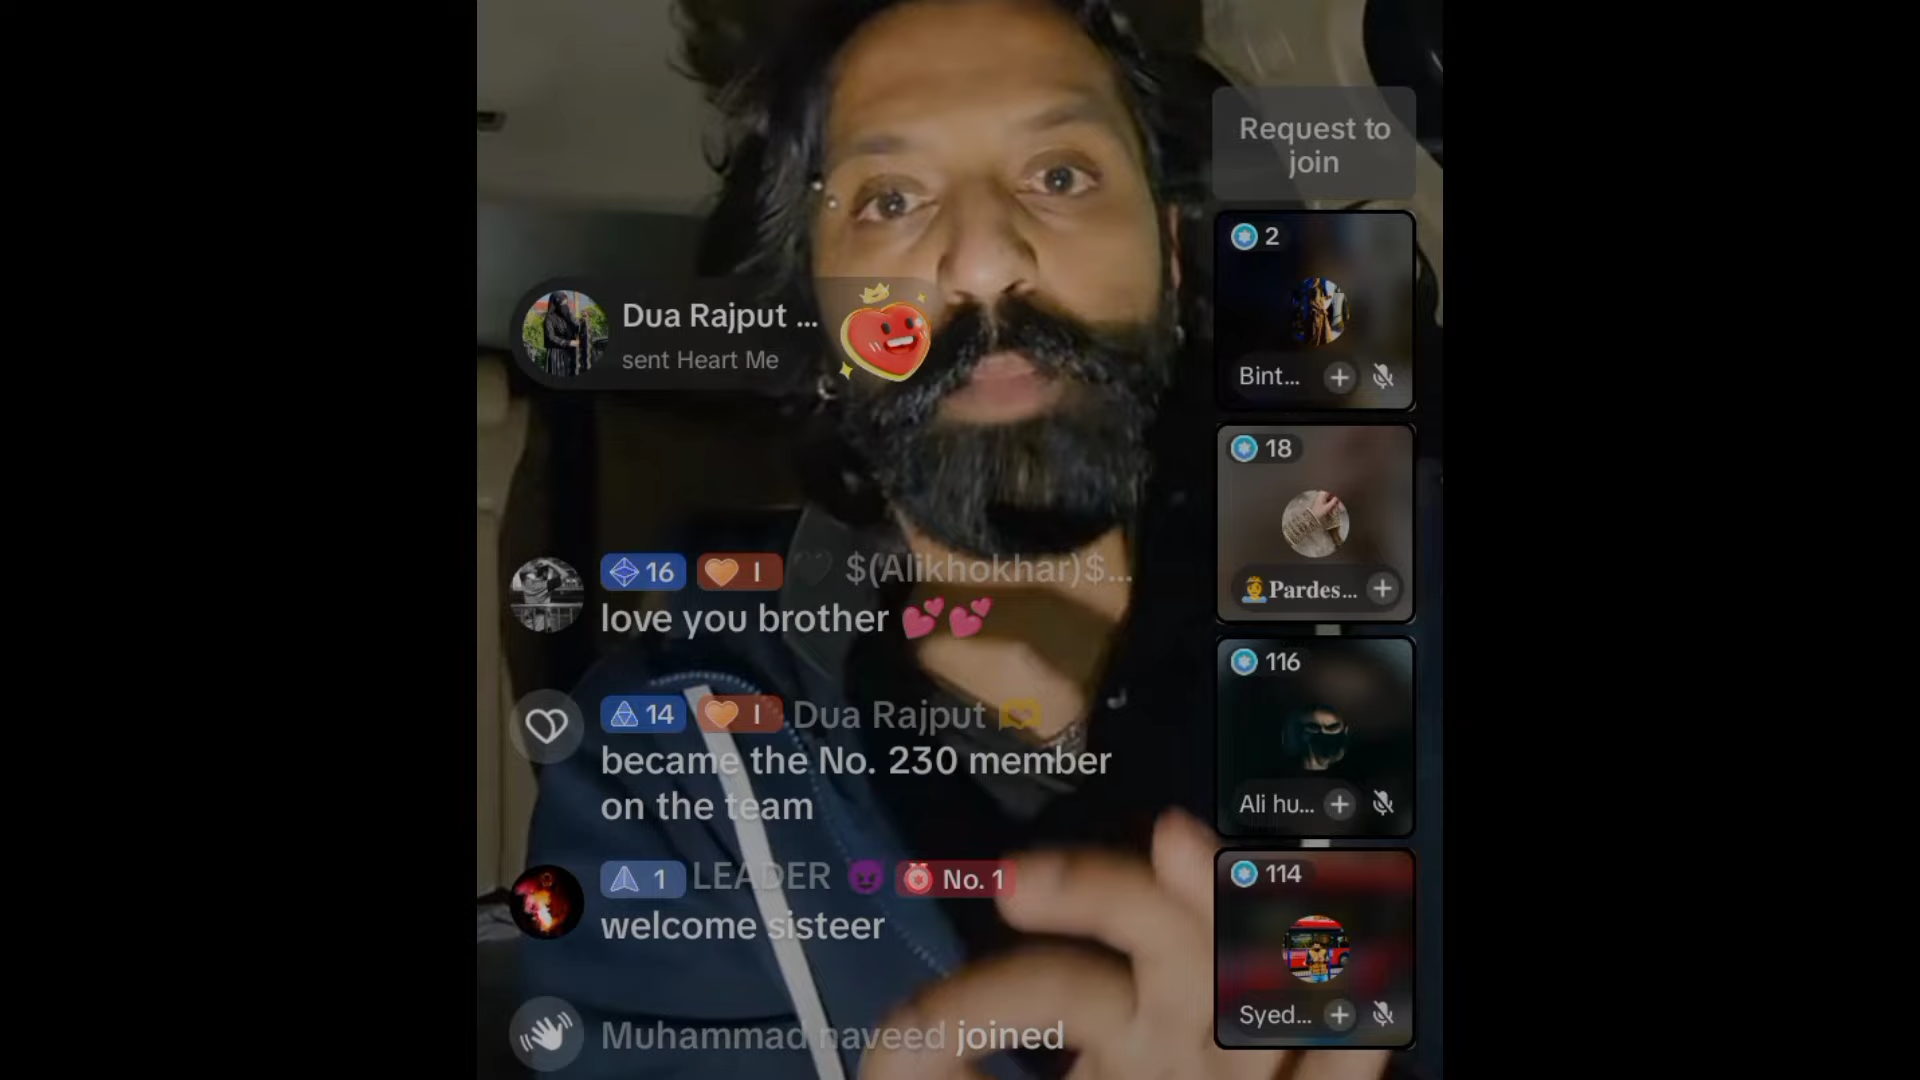 Request to
join
2
Dua Rajput ...
sent Heart Me
Bint...
18
Pardes...
16 I $(Alikhokhar)$...
love you brother 💕💕
116
14 I Dua Rajput 🫶
became the No. 230 member
on the team
Ali hu...
1 LEADER 😈 No. 1
welcome sisteer
114
Syed...
Muhammad naveed joined